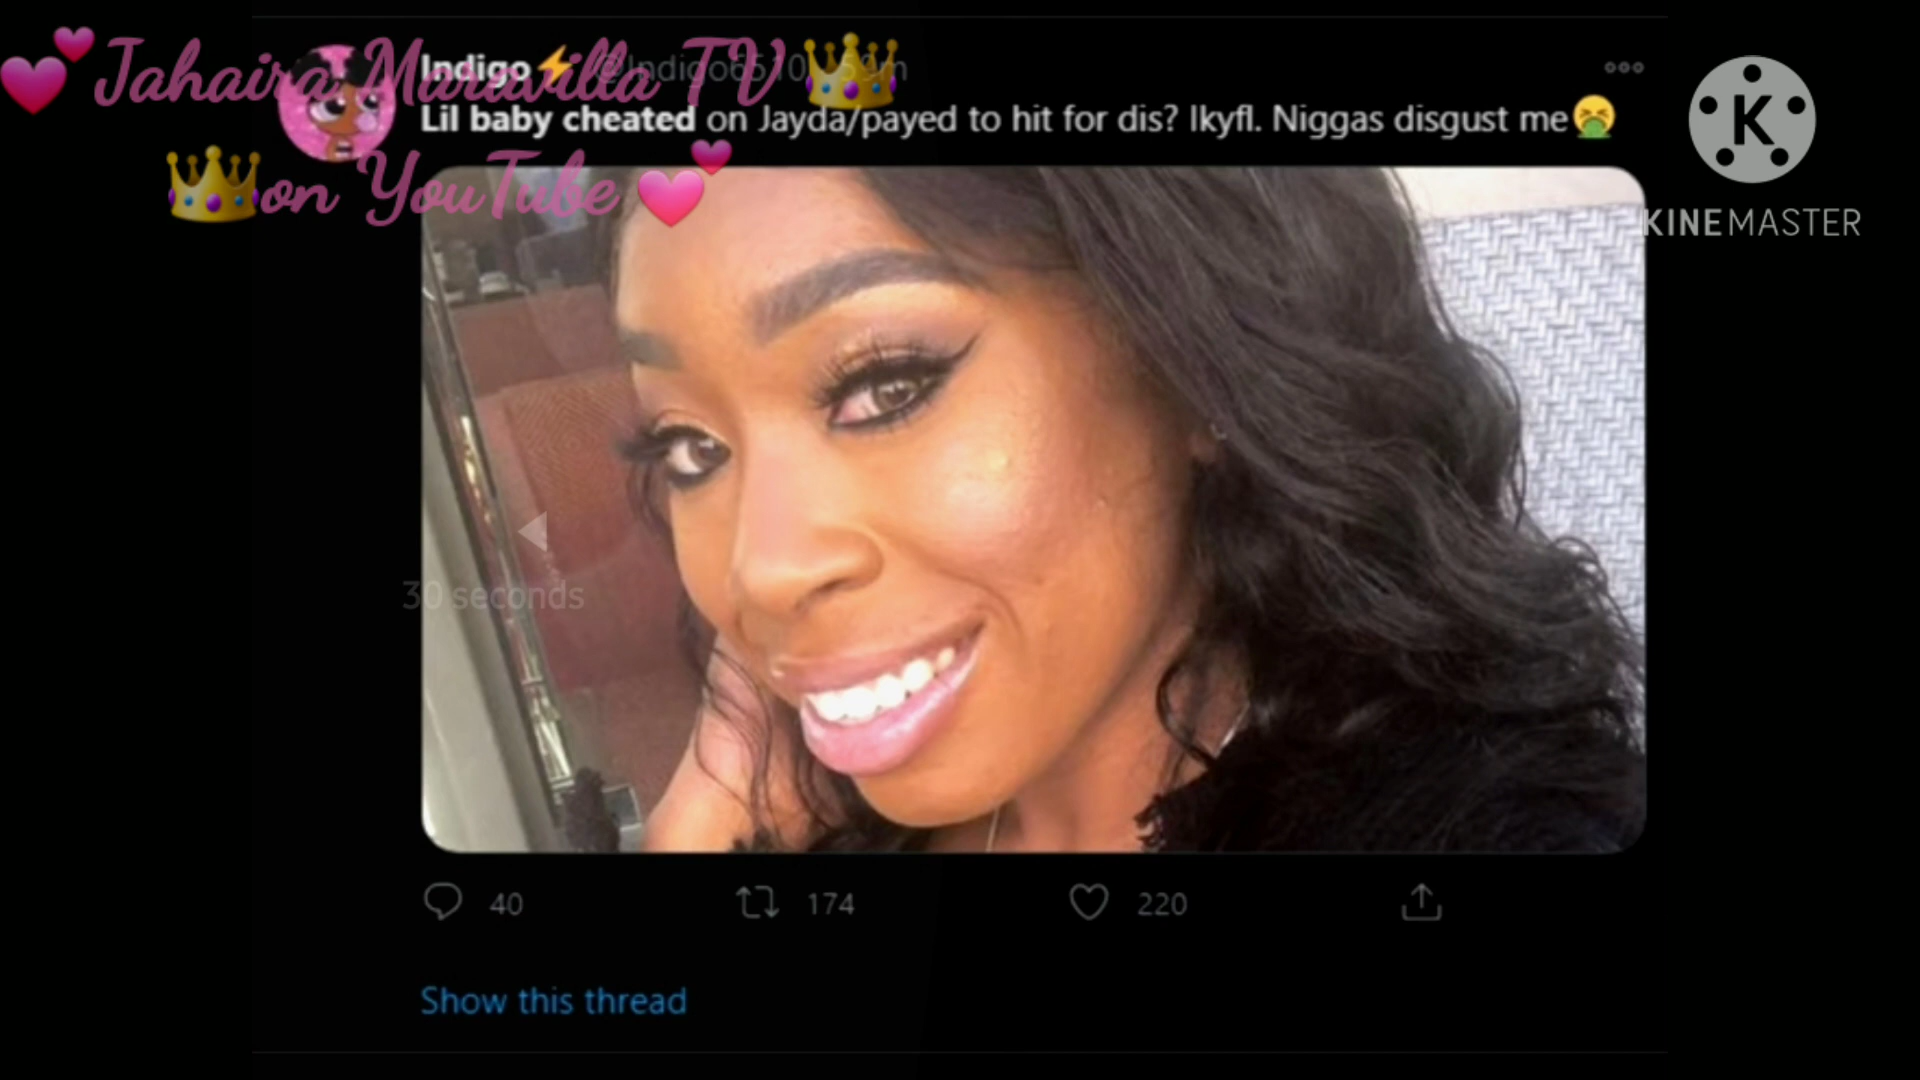 💕 Jahaira Maravilla TV 👑
👑 on YouTube 💕
Indigo⚡
Lil baby cheated on Jayda/payed to hit for dis? Ikyfl. Niggas disgust me🤮
K
KINEMASTER
30 seconds
40 174 220
Show this thread